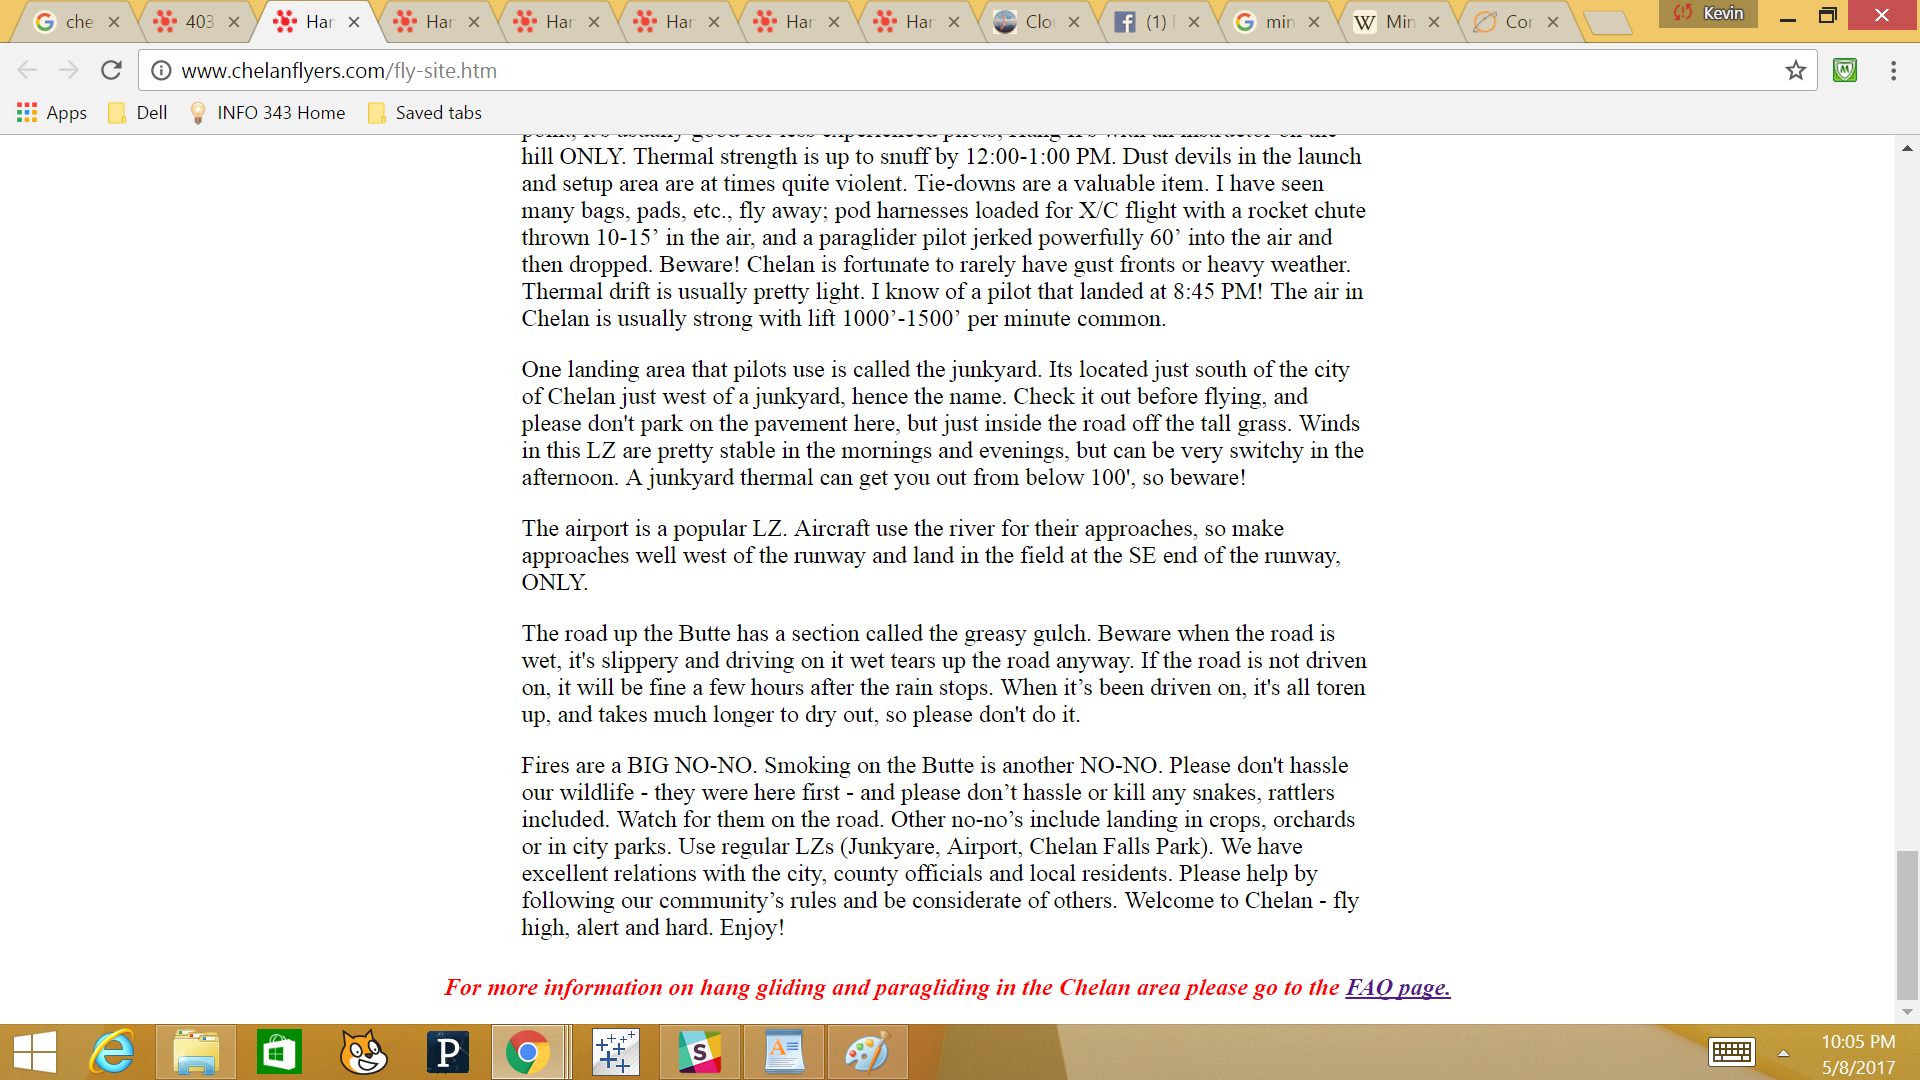 che
403
Har
Har
Har
Har
Har
Har
Clo
(1)
min
Min
Cor
Kevin
www.chelanflyers.com/fly-site.htm
Apps
Dell
INFO 343 Home
Saved tabs
point, it's usually good for less experienced pilots, Hang II's with an instructor on the
hill ONLY. Thermal strength is up to snuff by 12:00-1:00 PM. Dust devils in the launch
and setup area are at times quite violent. Tie-downs are a valuable item. I have seen
many bags, pads, etc., fly away; pod harnesses loaded for X/C flight with a rocket chute
thrown 10-15’ in the air, and a paraglider pilot jerked powerfully 60’ into the air and
then dropped. Beware! Chelan is fortunate to rarely have gust fronts or heavy weather.
Thermal drift is usually pretty light. I know of a pilot that landed at 8:45 PM! The air in
Chelan is usually strong with lift 1000’-1500’ per minute common.
One landing area that pilots use is called the junkyard. Its located just south of the city
of Chelan just west of a junkyard, hence the name. Check it out before flying, and
please don't park on the pavement here, but just inside the road off the tall grass. Winds
in this LZ are pretty stable in the mornings and evenings, but can be very switchy in the
afternoon. A junkyard thermal can get you out from below 100', so beware!
The airport is a popular LZ. Aircraft use the river for their approaches, so make
approaches well west of the runway and land in the field at the SE end of the runway,
ONLY.
The road up the Butte has a section called the greasy gulch. Beware when the road is
wet, it's slippery and driving on it wet tears up the road anyway. If the road is not driven
on, it will be fine a few hours after the rain stops. When it’s been driven on, it's all toren
up, and takes much longer to dry out, so please don't do it.
Fires are a BIG NO-NO. Smoking on the Butte is another NO-NO. Please don't hassle
our wildlife - they were here first - and please don’t hassle or kill any snakes, rattlers
included. Watch for them on the road. Other no-no’s include landing in crops, orchards
or in city parks. Use regular LZs (Junkyare, Airport, Chelan Falls Park). We have
excellent relations with the city, county officials and local residents. Please help by
following our community’s rules and be considerate of others. Welcome to Chelan - fly
high, alert and hard. Enjoy!
For more information on hang gliding and paragliding in the Chelan area please go to the FAQ page.
10:05 PM
5/8/2017